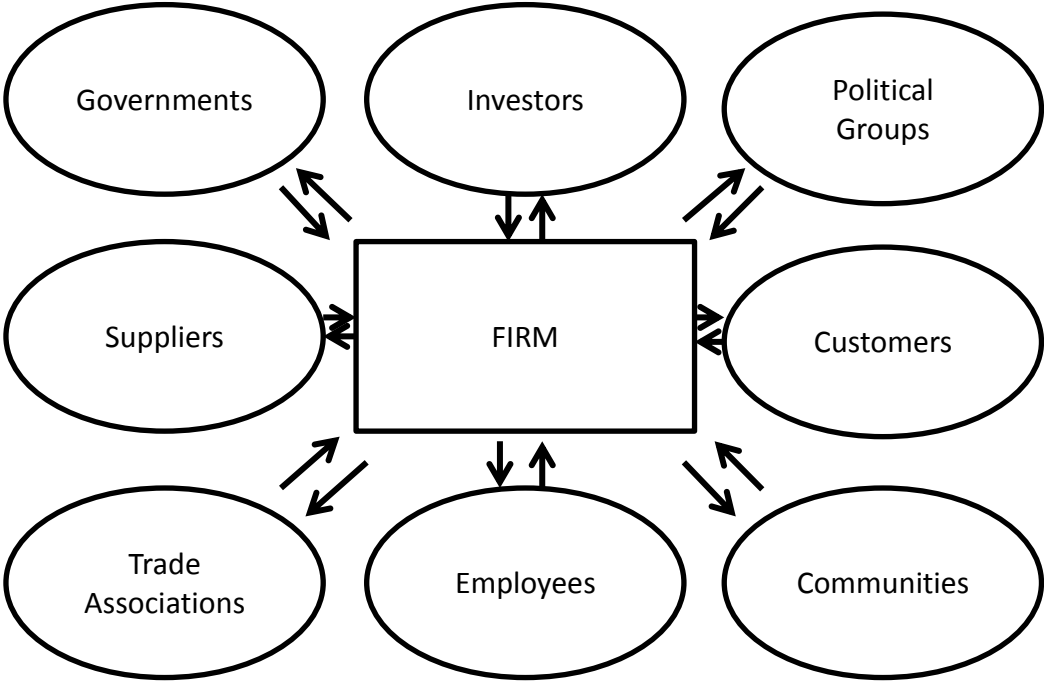 Governments
Investors
Political
Groups
Suppliers
FIRM
Customers
Trade
Associations
Employees
Communities